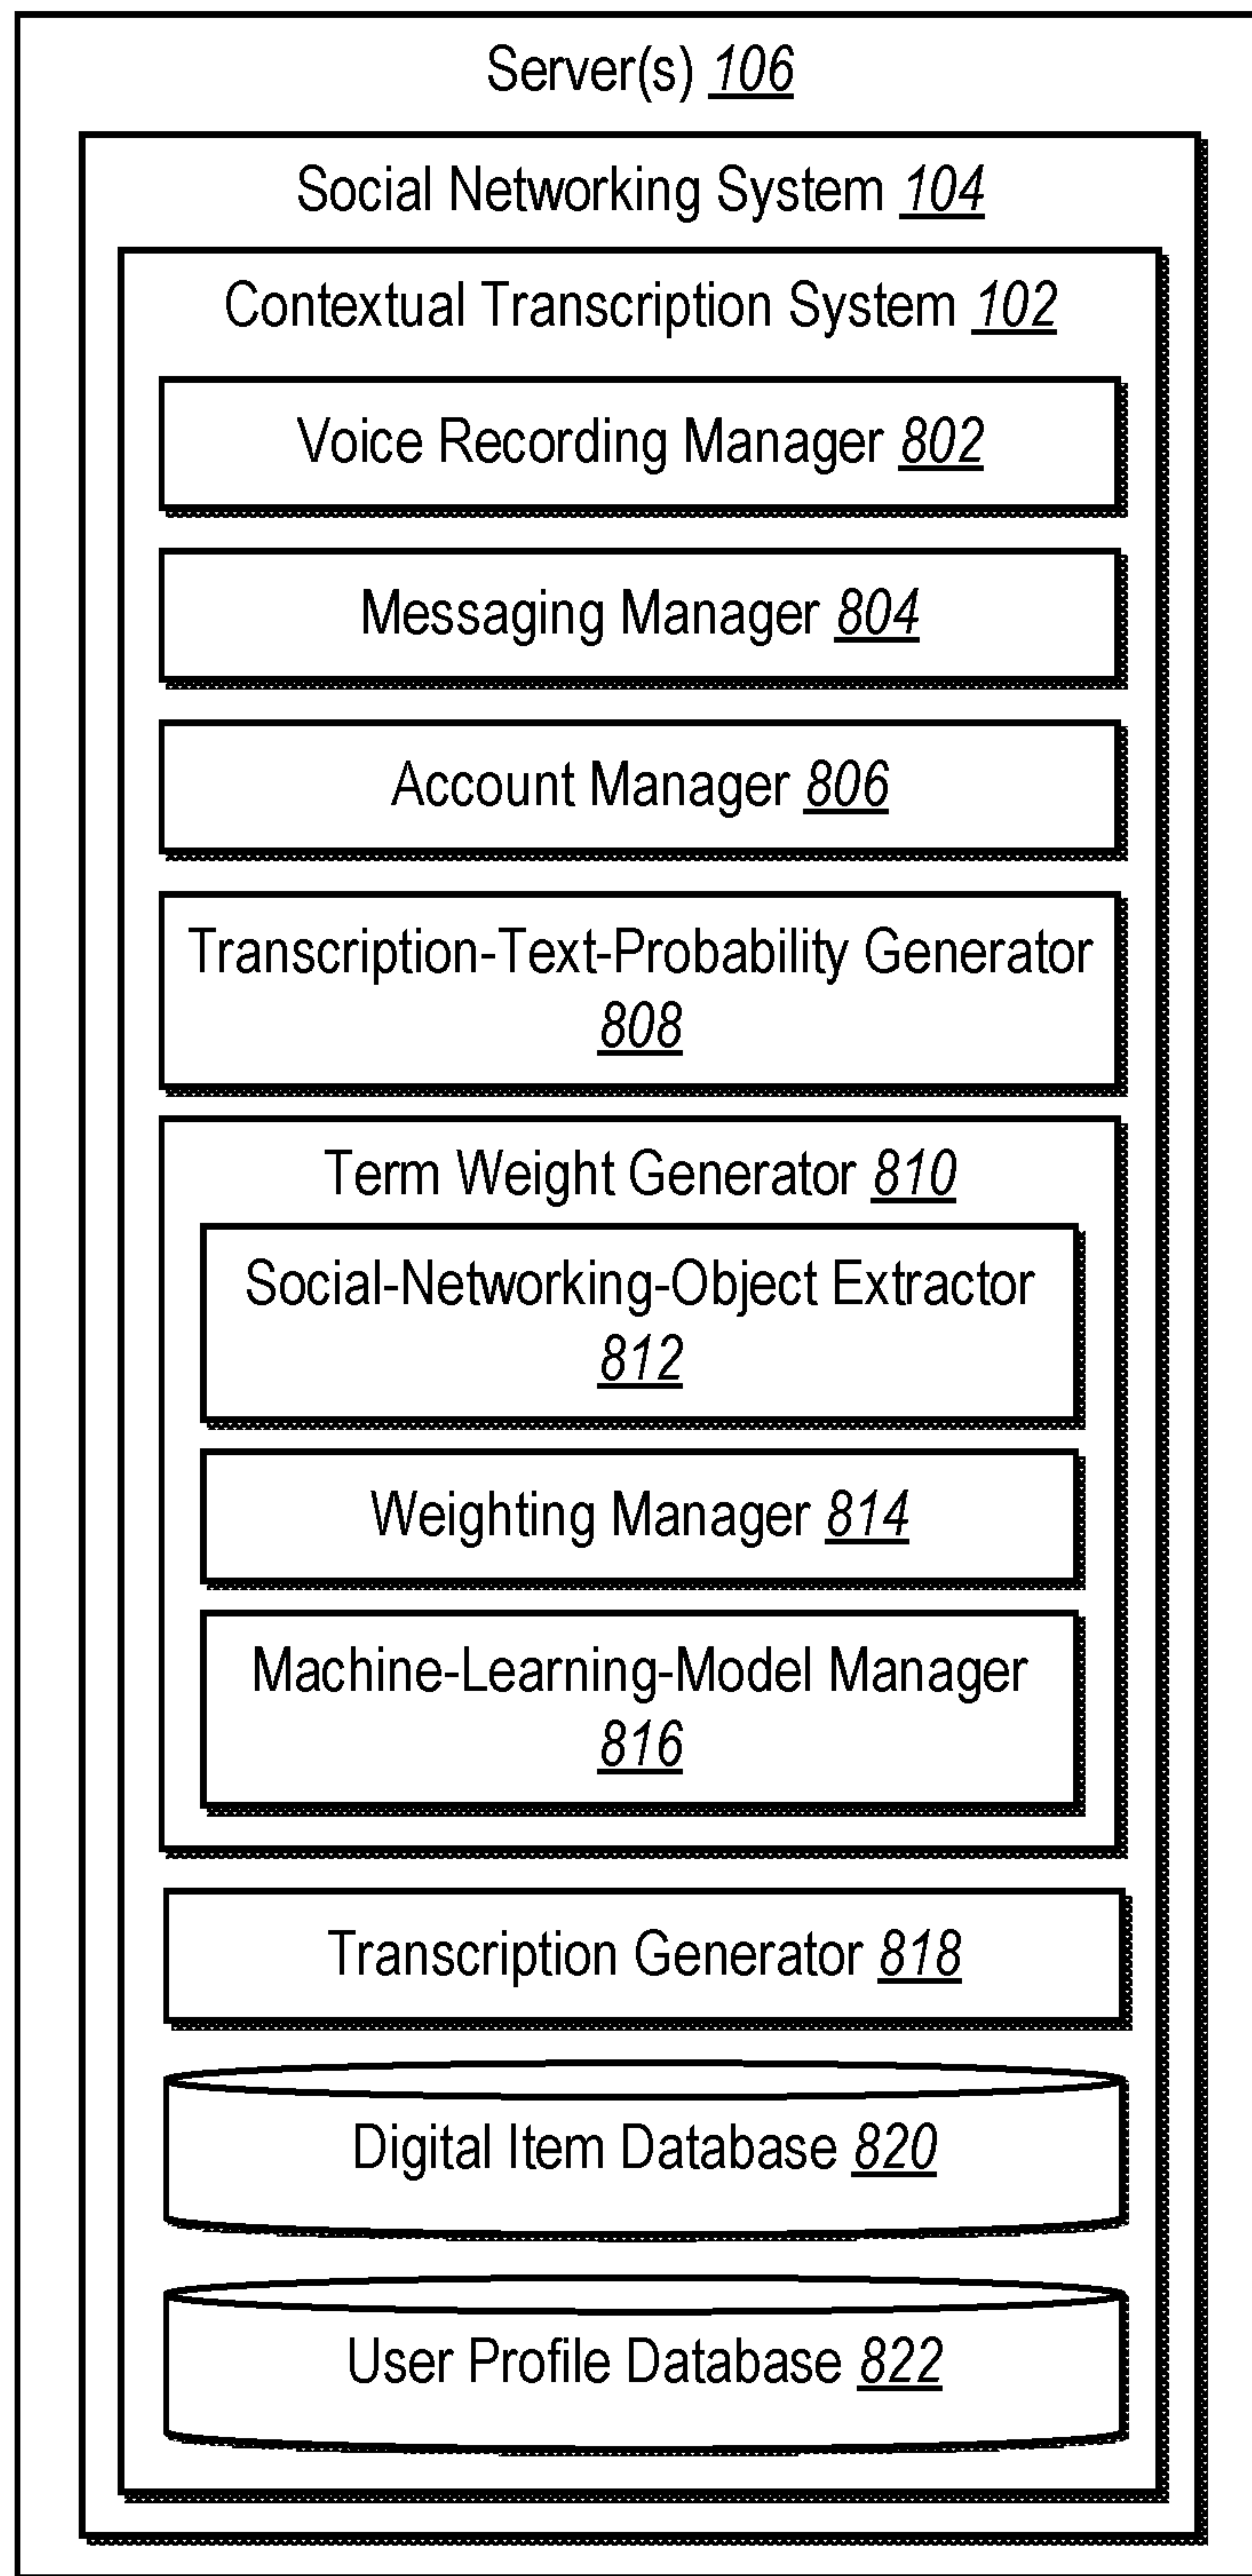 Server(s) 106
Social Networking System 104
Contextual Transcription System 102
Voice Recording Manager 802
Messaging Manager 804
Account Manager 806
Transcription-Text-Probability Generator
808
Term Weight Generator 810
Social-Networking-Object Extractor
812
Weighting Manager 814
Machine-Learning-Model Manager
816
Transcription Generator 818
Digital Item Database 820
User Profile Database 822